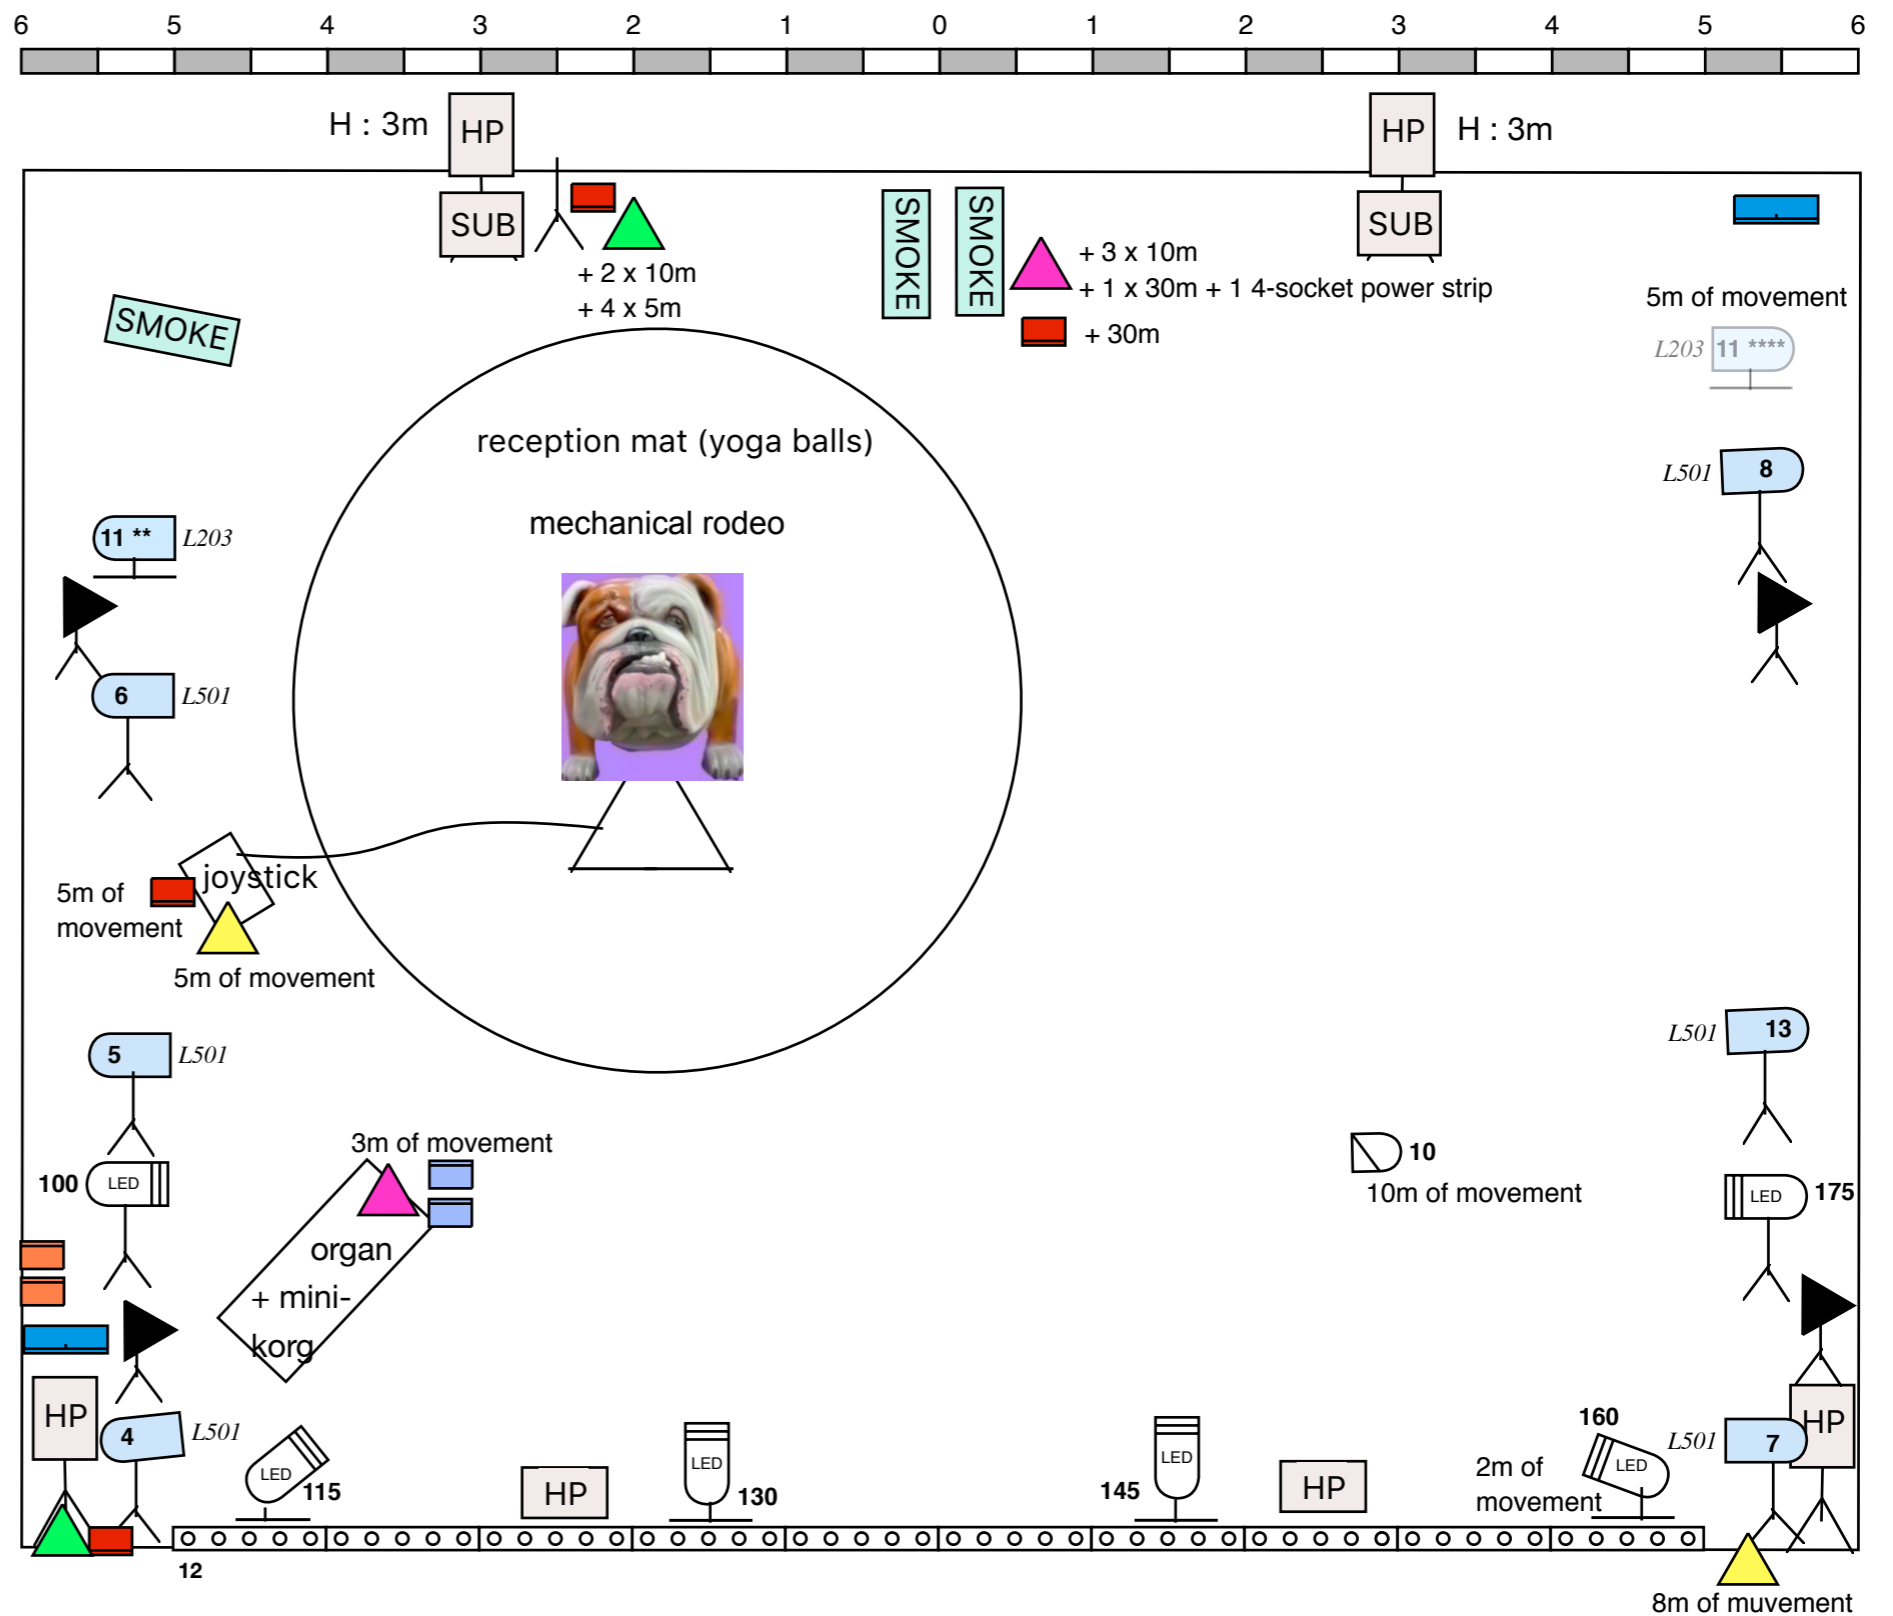 6 5 4 3 2 1 0 1 2 3 4 5 6
H : 3m
HP
HP
H : 3m
SUB
SUB
SMOKE
SMOKE
+ 2 x 10m
+ 4 x 5m
+ 3 x 10m
+ 1 x 30m + 1 4-socket power strip
+ 30m
5m of movement
SMOKE
L203
11 ****
reception mat (yoga balls)
L501
8
mechanical rodeo
11 **
L203
6
L501
joystick
5m of
movement
5m of movement
5
L501
L501
13
3m of movement
10
10m of movement
100
LED
LED
175
organ
+ mini-
korg
HP
4
L501
LED
115
HP
LED
130
145
LED
HP
160
LED
2m of
movement
L501
7
HP
12
8m of muvement